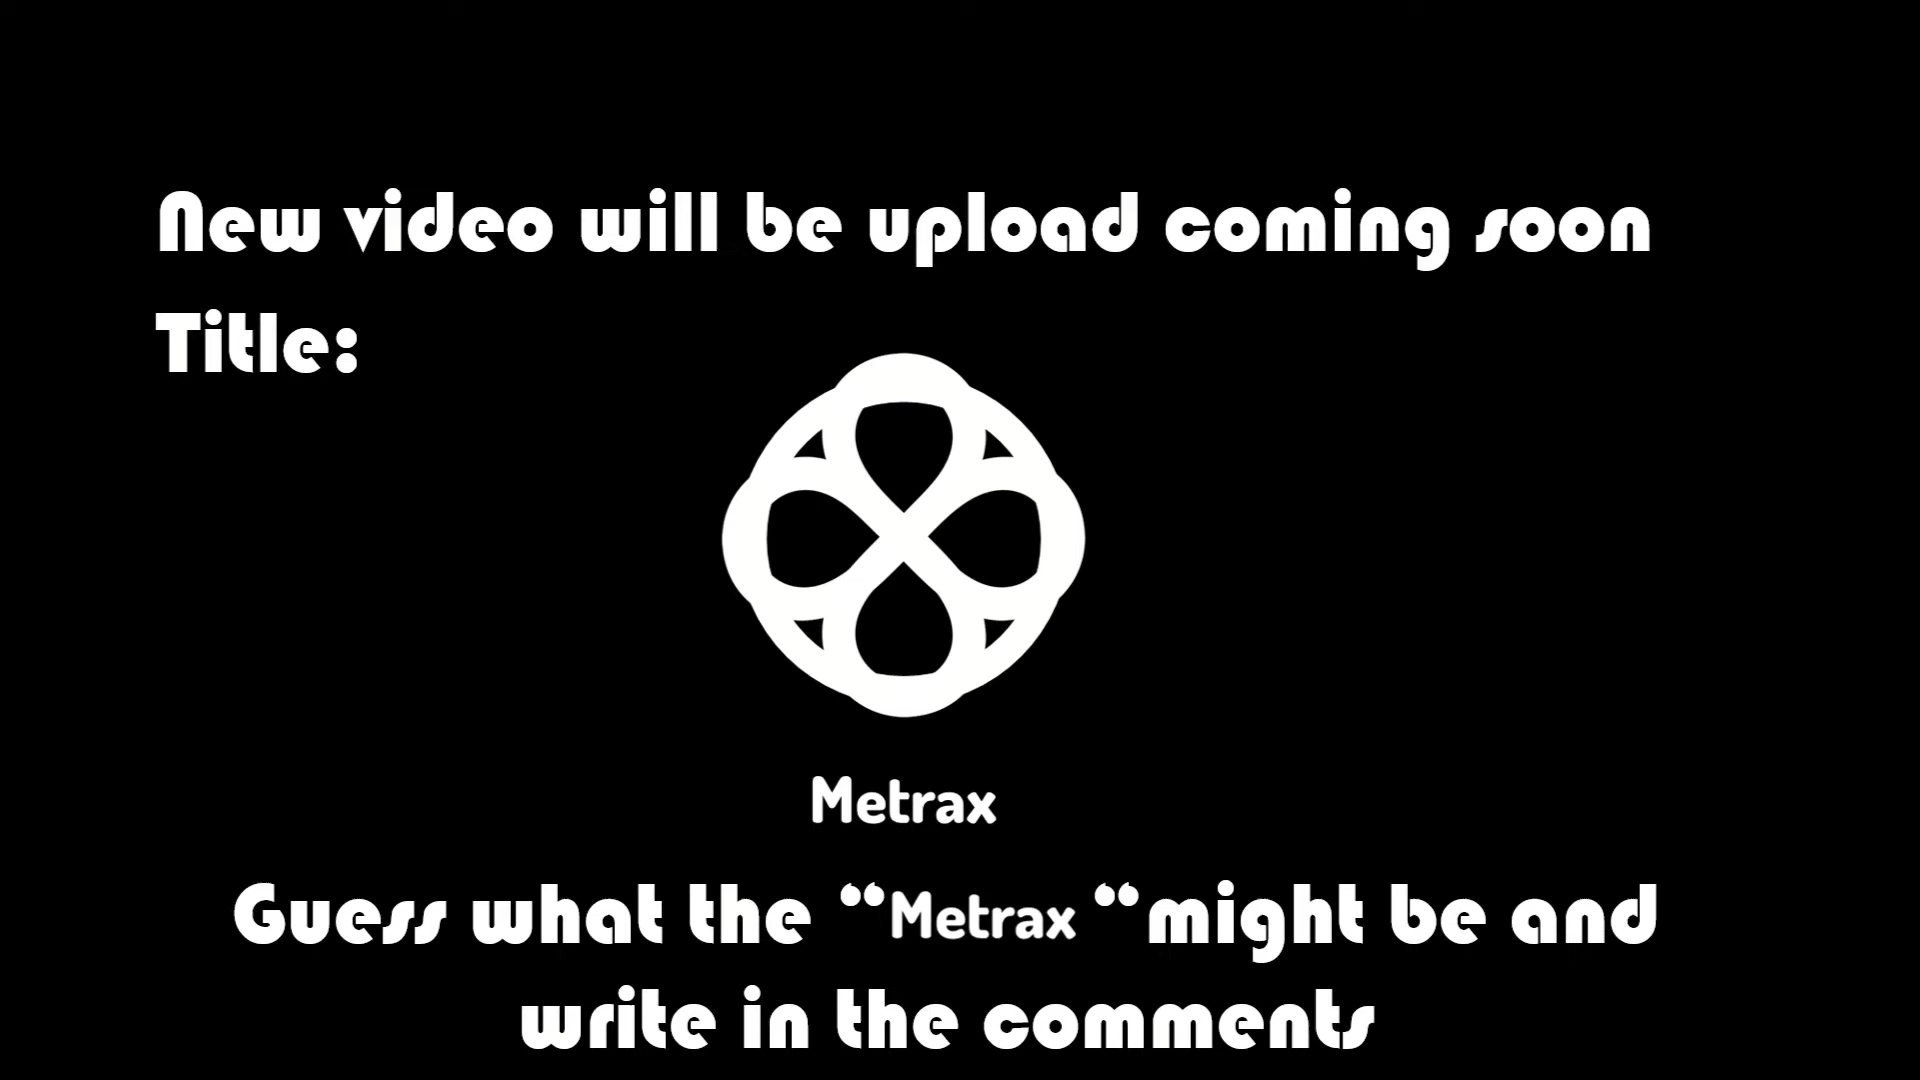 New video will be upload coming soon
Title:
Metrax
Guess what the “Metrax “might be and
write in the comments